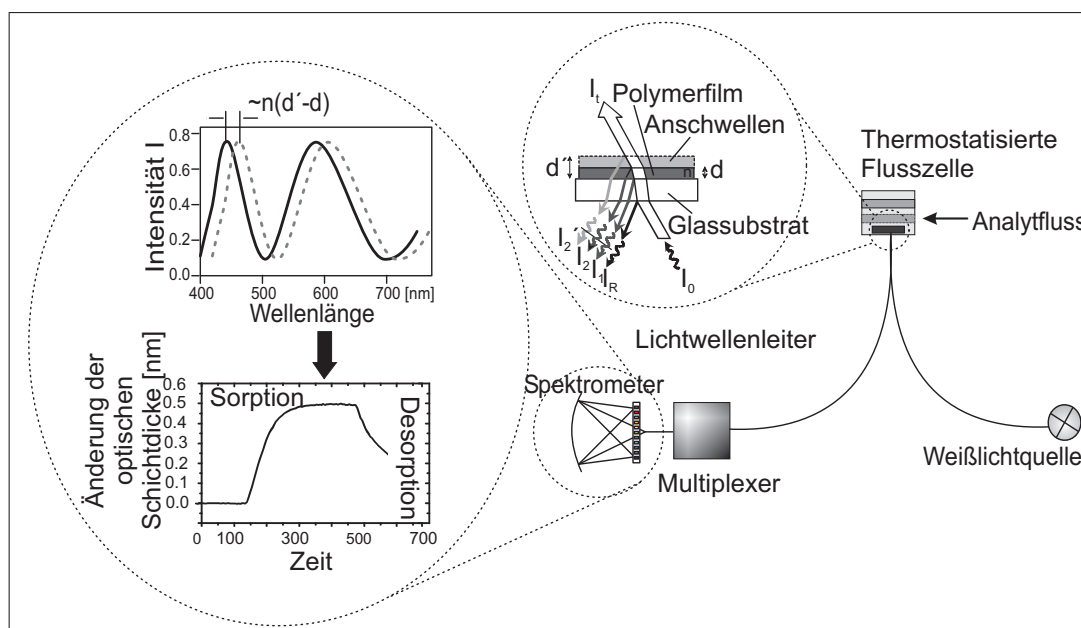 ~n(d´-d)
Intensität I
0.8
0.6
0.4
0.2
0.0
400
500
600
700
[nm]
Wellenlänge
Änderung der
optischen
Schichtdicke [nm]
0.6
0.5
0.4
0.3
0.2
0.1
0.0
Sorption
Desorption
0
100
300
500
700
Zeit
I t
Polymerfilm
Anschwellen
d´
n
d
Glassubstrat
I 2 ´
I 2
I 1
I R
I 0
Thermostatisierte
Flusszelle
Analytfluss
Lichtwellenleiter
Spektrometer
Multiplexer
Weißlichtquelle